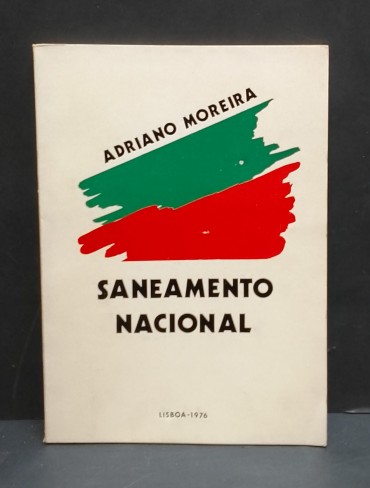 ADRIANO MOREIRA
SANEAMENTO
NACIONAL
LISBOA-1976